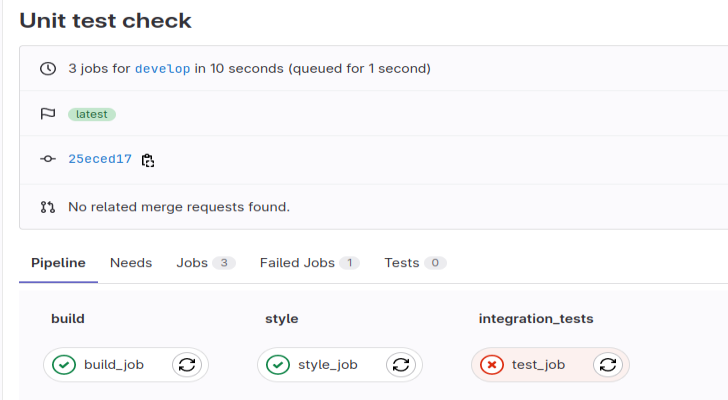 Unit test check
3 jobs for develop in 10 seconds (queued for 1 second)
latest
25eced17
No related merge requests found.
Pipeline Needs Jobs 3 Failed Jobs 1 Tests 0
build style integration_tests
build_job style_job test_job